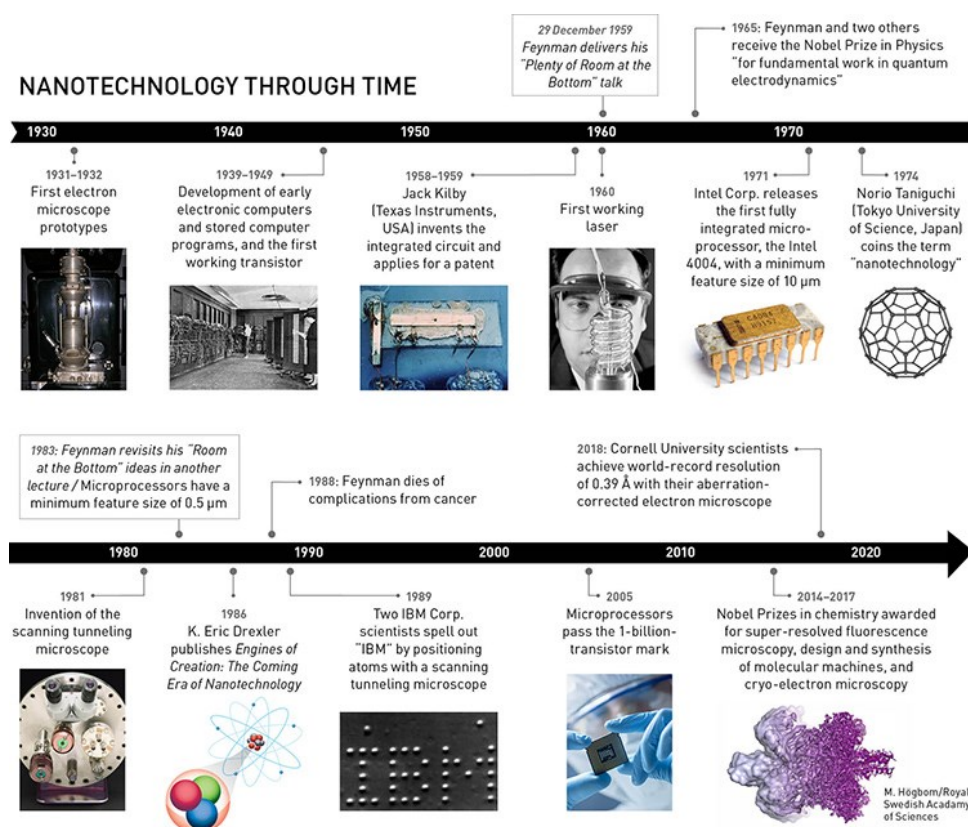 29 December 1959
Feynman delivers his
"Plenty of Room at the
Bottom" talk
1965: Feynman and two others
receive the Nobel Prize in Physics
"for fundamental work in quantum
electrodynamics"
NANOTECHNOLOGY THROUGH TIME
1930 1940 1950 1960 1970
1931–1932
First electron
microscope
prototypes
1939–1949
Development of early
electronic computers
and stored computer
programs, and the first
working transistor
1958–1959
Jack Kilby
(Texas Instruments,
USA) invents the
integrated circuit and
applies for a patent
1960
First working
laser
1971
Intel Corp. releases
the first fully
integrated micro-
processor, the Intel
4004, with a minimum
feature size of 10 μm
1974
Norio Taniguchi
(Tokyo University
of Science, Japan)
coins the term
"nanotechnology"
1983: Feynman revisits his "Room
at the Bottom" ideas in another
lecture / Microprocessors have a
minimum feature size of 0.5 μm
1988: Feynman dies of
complications from cancer
2018: Cornell University scientists
achieve world-record resolution
of 0.39 Å with their aberration-
corrected electron microscope
1980 1990 2000 2010 2020
1981
Invention of the
scanning tunneling
microscope
1986
K. Eric Drexler
publishes Engines of
Creation: The Coming
Era of Nanotechnology
1989
Two IBM Corp.
scientists spell out
"IBM" by positioning
atoms with a scanning
tunneling microscope
IBM
2005
Microprocessors
pass the 1-billion-
transistor mark
2014–2017
Nobel Prizes in chemistry awarded
for super-resolved fluorescence
microscopy, design and synthesis
of molecular machines, and
cryo-electron microscopy
M. Högbom/Royal
Swedish Acadamy
of Sciences